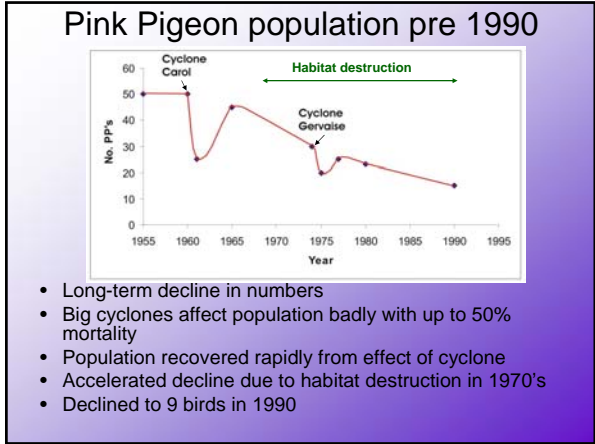 Pink Pigeon population pre 1990
Cyclone
Carol
Habitat destruction
Cyclone
Gervaise
No. PP's
60
50
40
30
20
10
0
1955 1960 1965 1970 1975 1980 1985 1990 1995
Year
• Long-term decline in numbers
• Big cyclones affect population badly with up to 50%
mortality
• Population recovered rapidly from effect of cyclone
• Accelerated decline due to habitat destruction in 1970's
• Declined to 9 birds in 1990